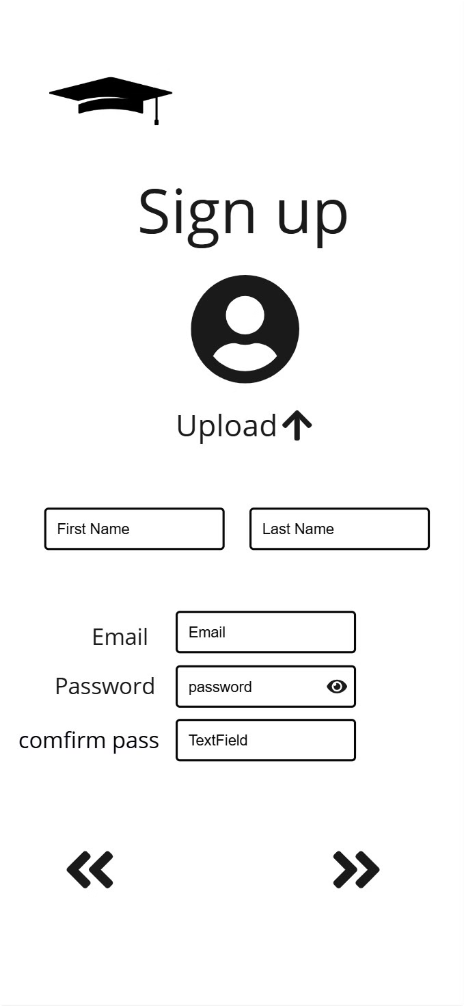 Sign up
Upload
First Name Last Name
Email Email
Password password
comfirm pass TextField